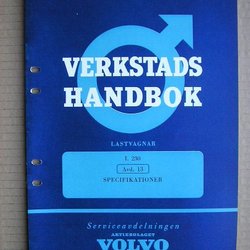 VERKSTADS
HANDBOK
LASTVAGNAR
L 230
Avd. 13
SPECIFIKATIONER
Serviceavdelningen
AKTIEBOLAGET
VOLVO